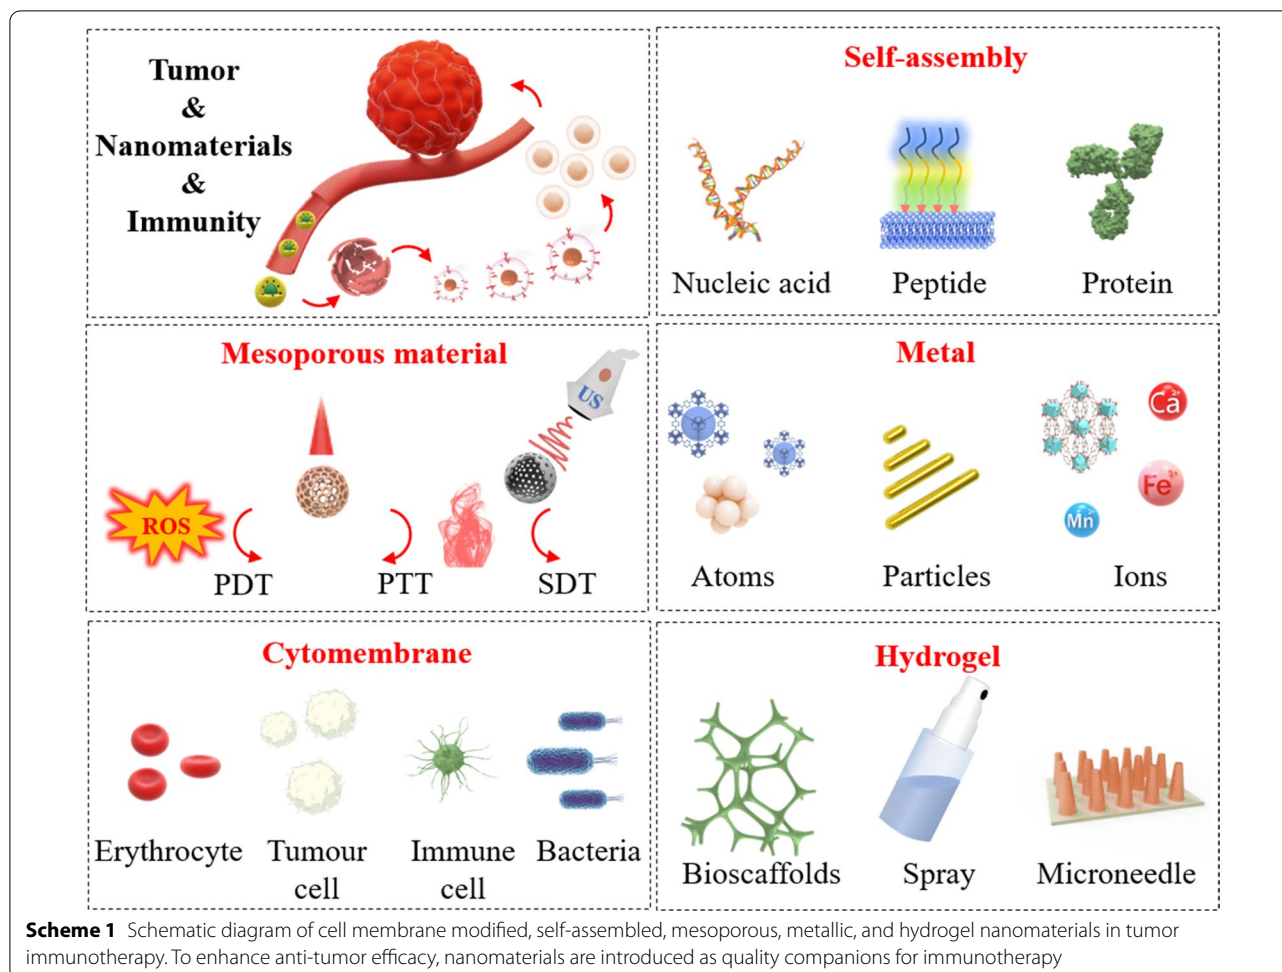 Tumor
&
Nanomaterials
&
Immunity
Self-assembly
Nucleic acid
Peptide
Protein
Mesoporous material
US
ROS
PDT
PTT
SDT
Metal
Ca 2+
Fe 2+
Mn 2+
Atoms
Particles
Ions
Cytomembrane
Erythrocyte
Tumour
cell
Immune
cell
Bacteria
Hydrogel
Bioscaffolds
Spray
Microneedle
Scheme 1 Schematic diagram of cell membrane modified, self-assembled, mesoporous, metallic, and hydrogel nanomaterials in tumor
immunotherapy. To enhance anti-tumor efficacy, nanomaterials are introduced as quality companions for immunotherapy